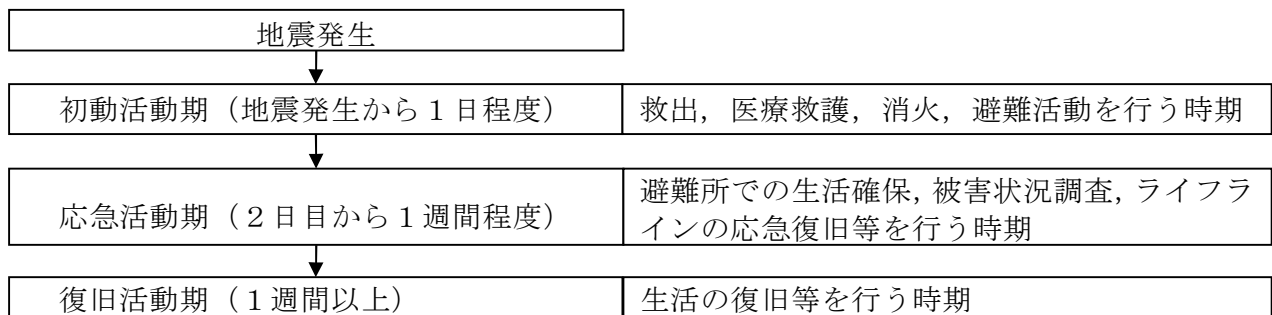 地震発生
初動活動期（地震発生から１日程度）
救出，医療救護，消火，避難活動を行う時期
応急活動期（２日目から１週間程度）
避難所での生活確保，被害状況調査，ライフラ
インの応急復旧等を行う時期
復旧活動期（１週間以上）
生活の復旧等を行う時期